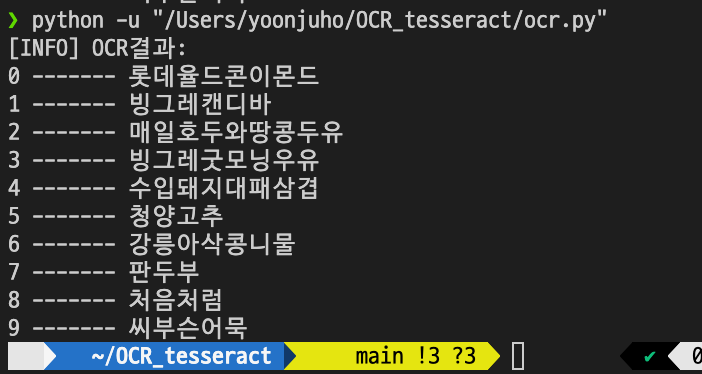 ❯ python -u "/Users/yoonjuho/OCR_tesseract/ocr.py"
[INFO] OCR결과:
0 ------- 롯데율드콘이몬드
1 ------- 빙그레캔디바
2 ------- 매일호두와땅콩두유
3 ------- 빙그레굿모닝우유
4 ------- 수입돼지대패삼겹
5 ------- 청양고추
6 ------- 강릉아삭콩니물
7 ------- 판두부
8 ------- 처음처럼
9 ------- 씨부슨어묵
~/OCR_tesseract main !3 ?3 ✔